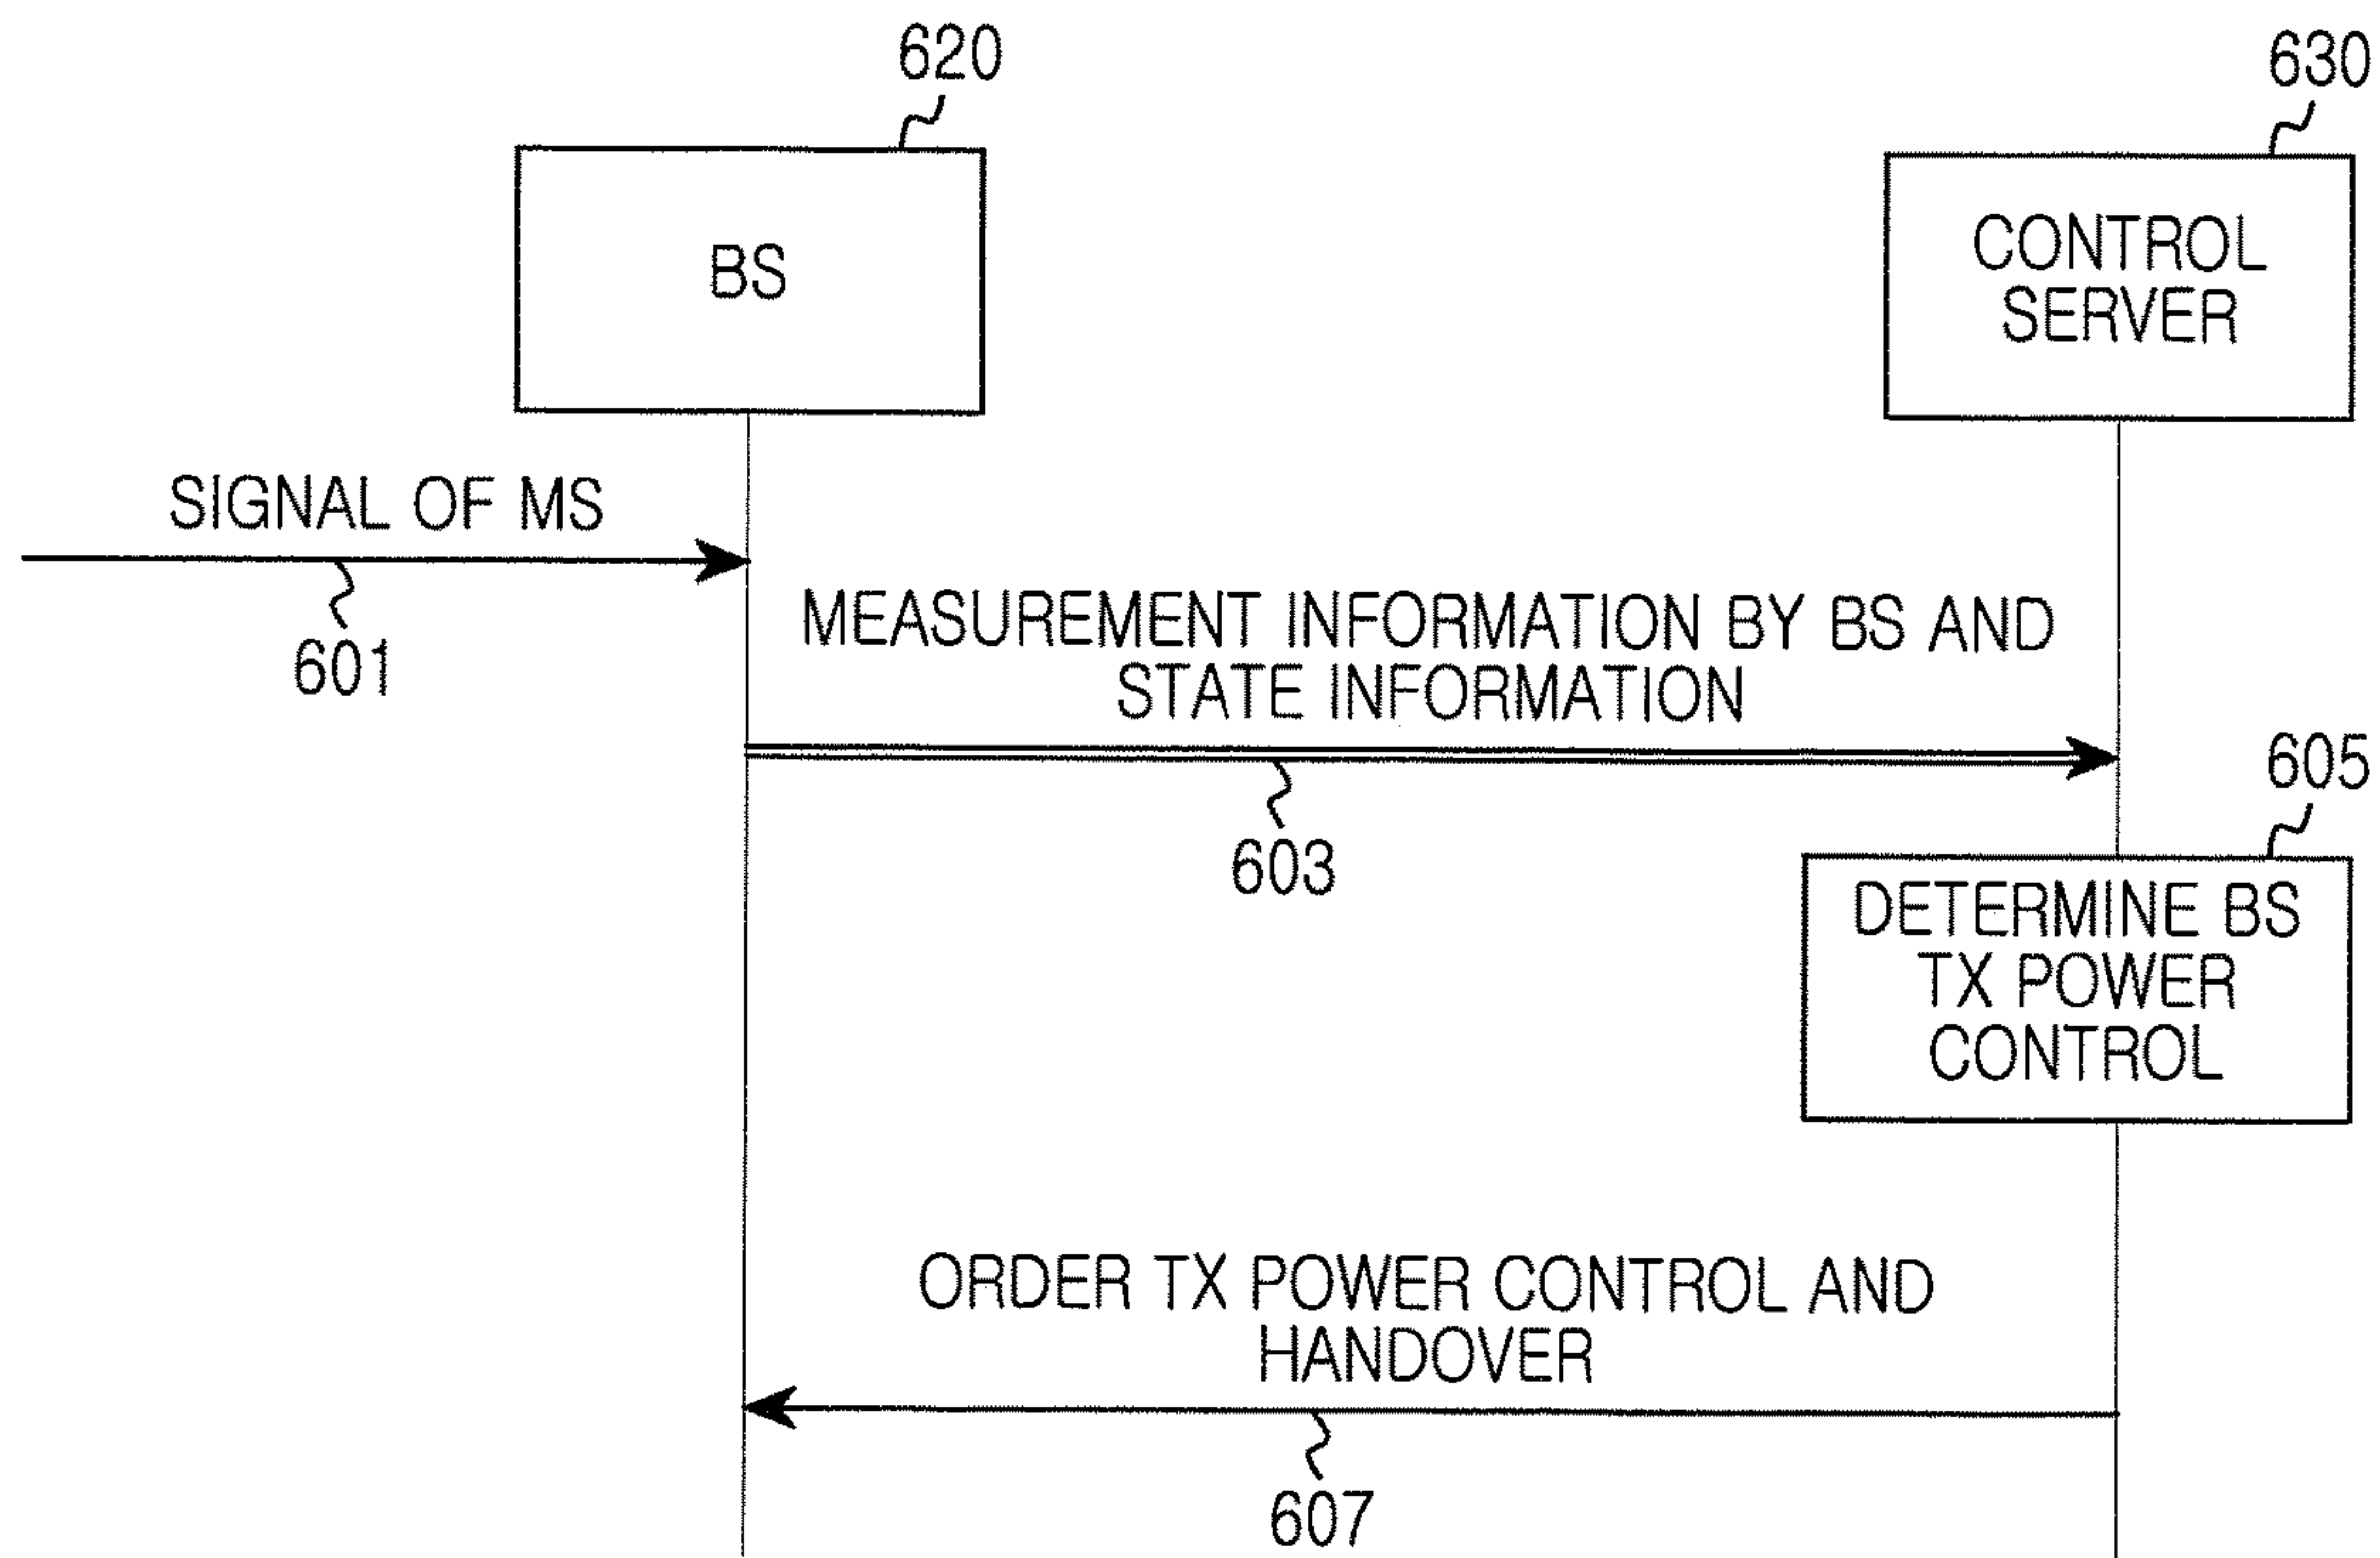 620
630
BS
CONTROL
SERVER
SIGNAL OF MS
601
MEASUREMENT INFORMATION BY BS AND
STATE INFORMATION
603
605
DETERMINE BS
TX POWER
CONTROL
ORDER TX POWER CONTROL AND
HANDOVER
607